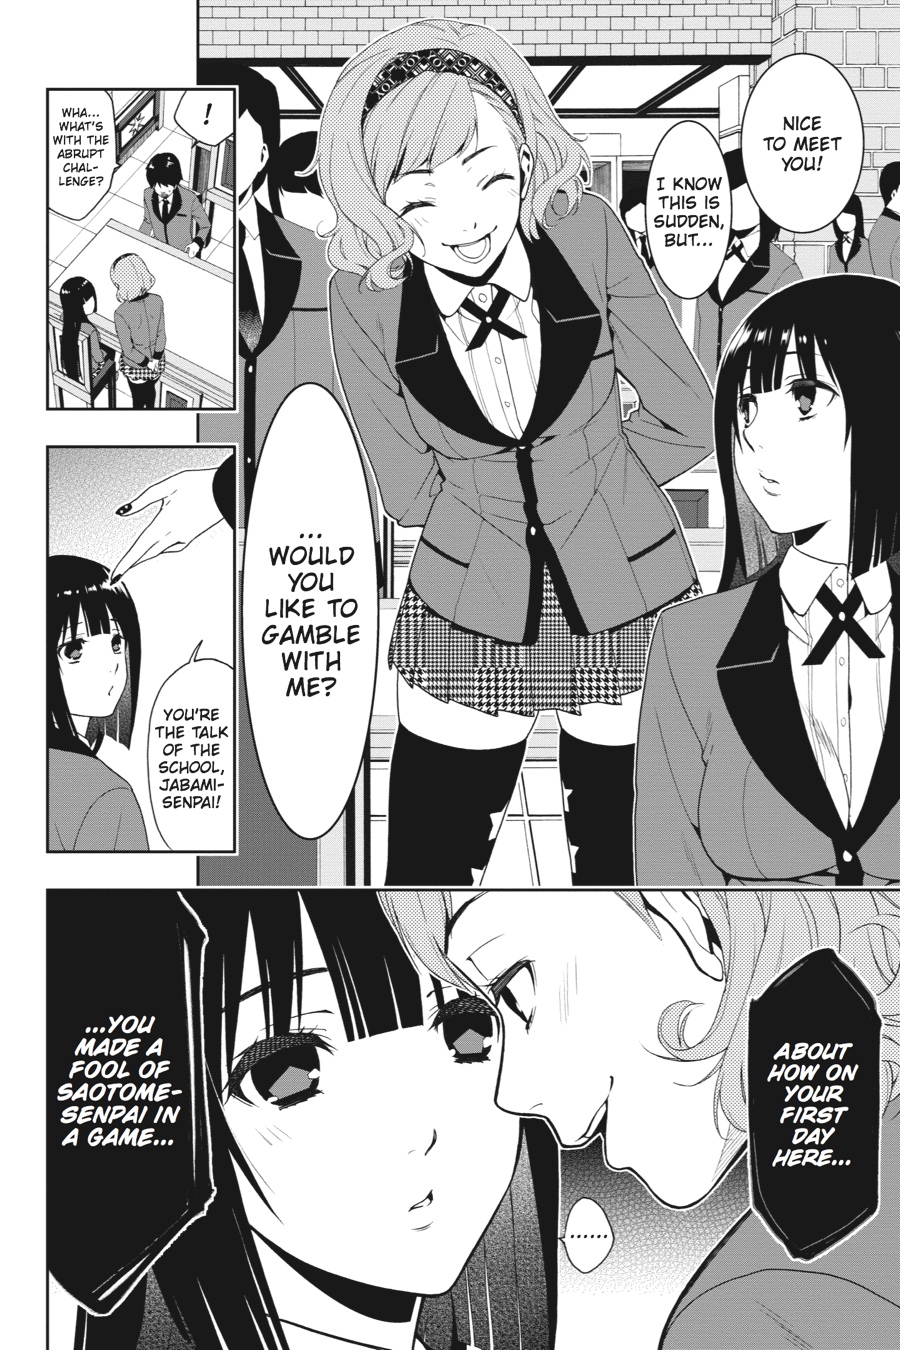 NICE
TO MEET
YOU!
I KNOW
THIS IS
SUDDEN,
BUT...
...
WOULD
YOU
LIKE TO
GAMBLE
WITH
ME?
!
WHA...
WHAT'S
WITH THE
ABRUPT
CHAL-
LENGE?
YOU'RE
THE TALK
OF THE
SCHOOL,
JABAMI-
SENPAI!
ABOUT
HOW ON
YOUR
FIRST
DAY
HERE...
......
...YOU
MADE A
FOOL OF
SAOTOME-
SENPAI IN
A GAME...